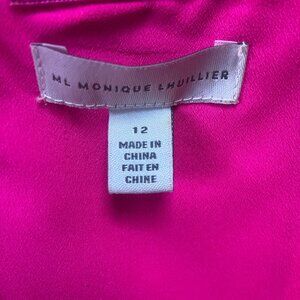 ML MONIQUE LHUILLIER
12
MADE IN
CHINA
FAIT EN
CHINE